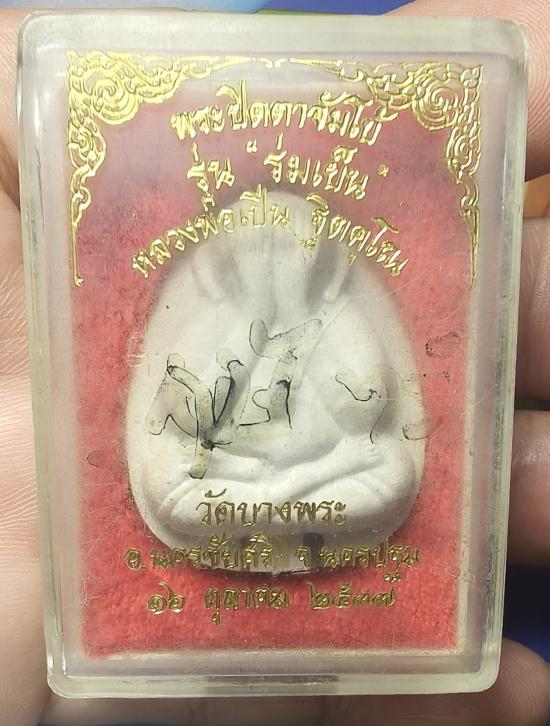 พระปิดตาจัมโบ้
รุ่น "ร่มเย็น"
หลวงพ่อเปิ่น ฐิตคุโณ
วัดบางพระ
อ.นครชัยศรี จ.นครปฐม
๑๖ ตุลาคม ๒๕๓๗